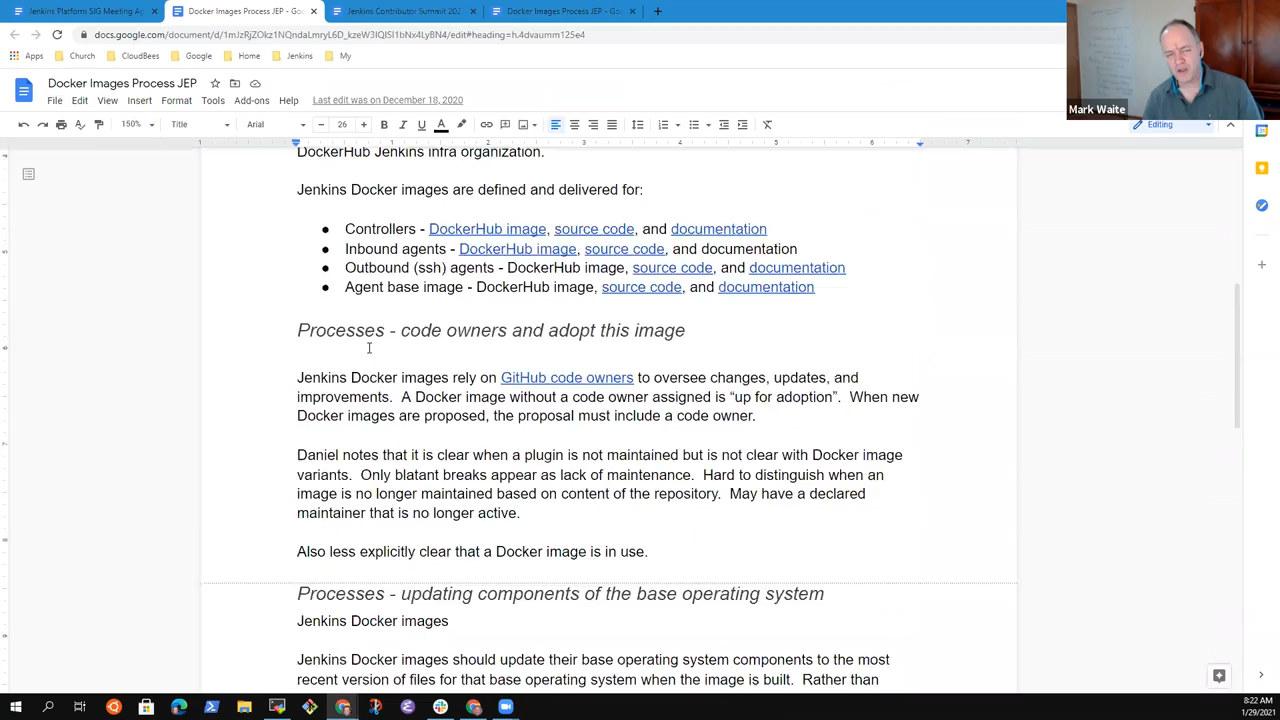 Jenkins Platform SIG Meeting Ag
Docker Images Process JEP - Goo
Jenkins Contributor Summit 202
Docker Images Process JEP - Goo
docs.google.com/document/d/1mJzRjZOkz1NQndaLmryL6D_kzeW3IQISI1bNx4LyBN4/edit#heading=h.4dvaumm125e4
Apps
Church
CloudBees
Google
Home
Jenkins
My
Docker Images Process JEP
File Edit View Insert Format Tools Add-ons Help Last edit was on December 18, 2020
Mark Waite
150% Title Arial 26 Editing
1 1 2 3 4 5 6 7
DockerHub Jenkins infra organization.
Jenkins Docker images are defined and delivered for:
● Controllers - DockerHub image, source code, and documentation
● Inbound agents - DockerHub image, source code, and documentation
● Outbound (ssh) agents - DockerHub image, source code, and documentation
● Agent base image - DockerHub image, source code, and documentation
Processes - code owners and adopt this image
Jenkins Docker images rely on GitHub code owners to oversee changes, updates, and
improvements. A Docker image without a code owner assigned is “up for adoption”. When new
Docker images are proposed, the proposal must include a code owner.
Daniel notes that it is clear when a plugin is not maintained but is not clear with Docker image
variants. Only blatant breaks appear as lack of maintenance. Hard to distinguish when an
image is no longer maintained based on content of the repository. May have a declared
maintainer that is no longer active.
Also less explicitly clear that a Docker image is in use.
Processes - updating components of the base operating system
Jenkins Docker images
Jenkins Docker images should update their base operating system components to the most
recent version of files for that base operating system when the image is built. Rather than
8:22 AM
1/29/2021